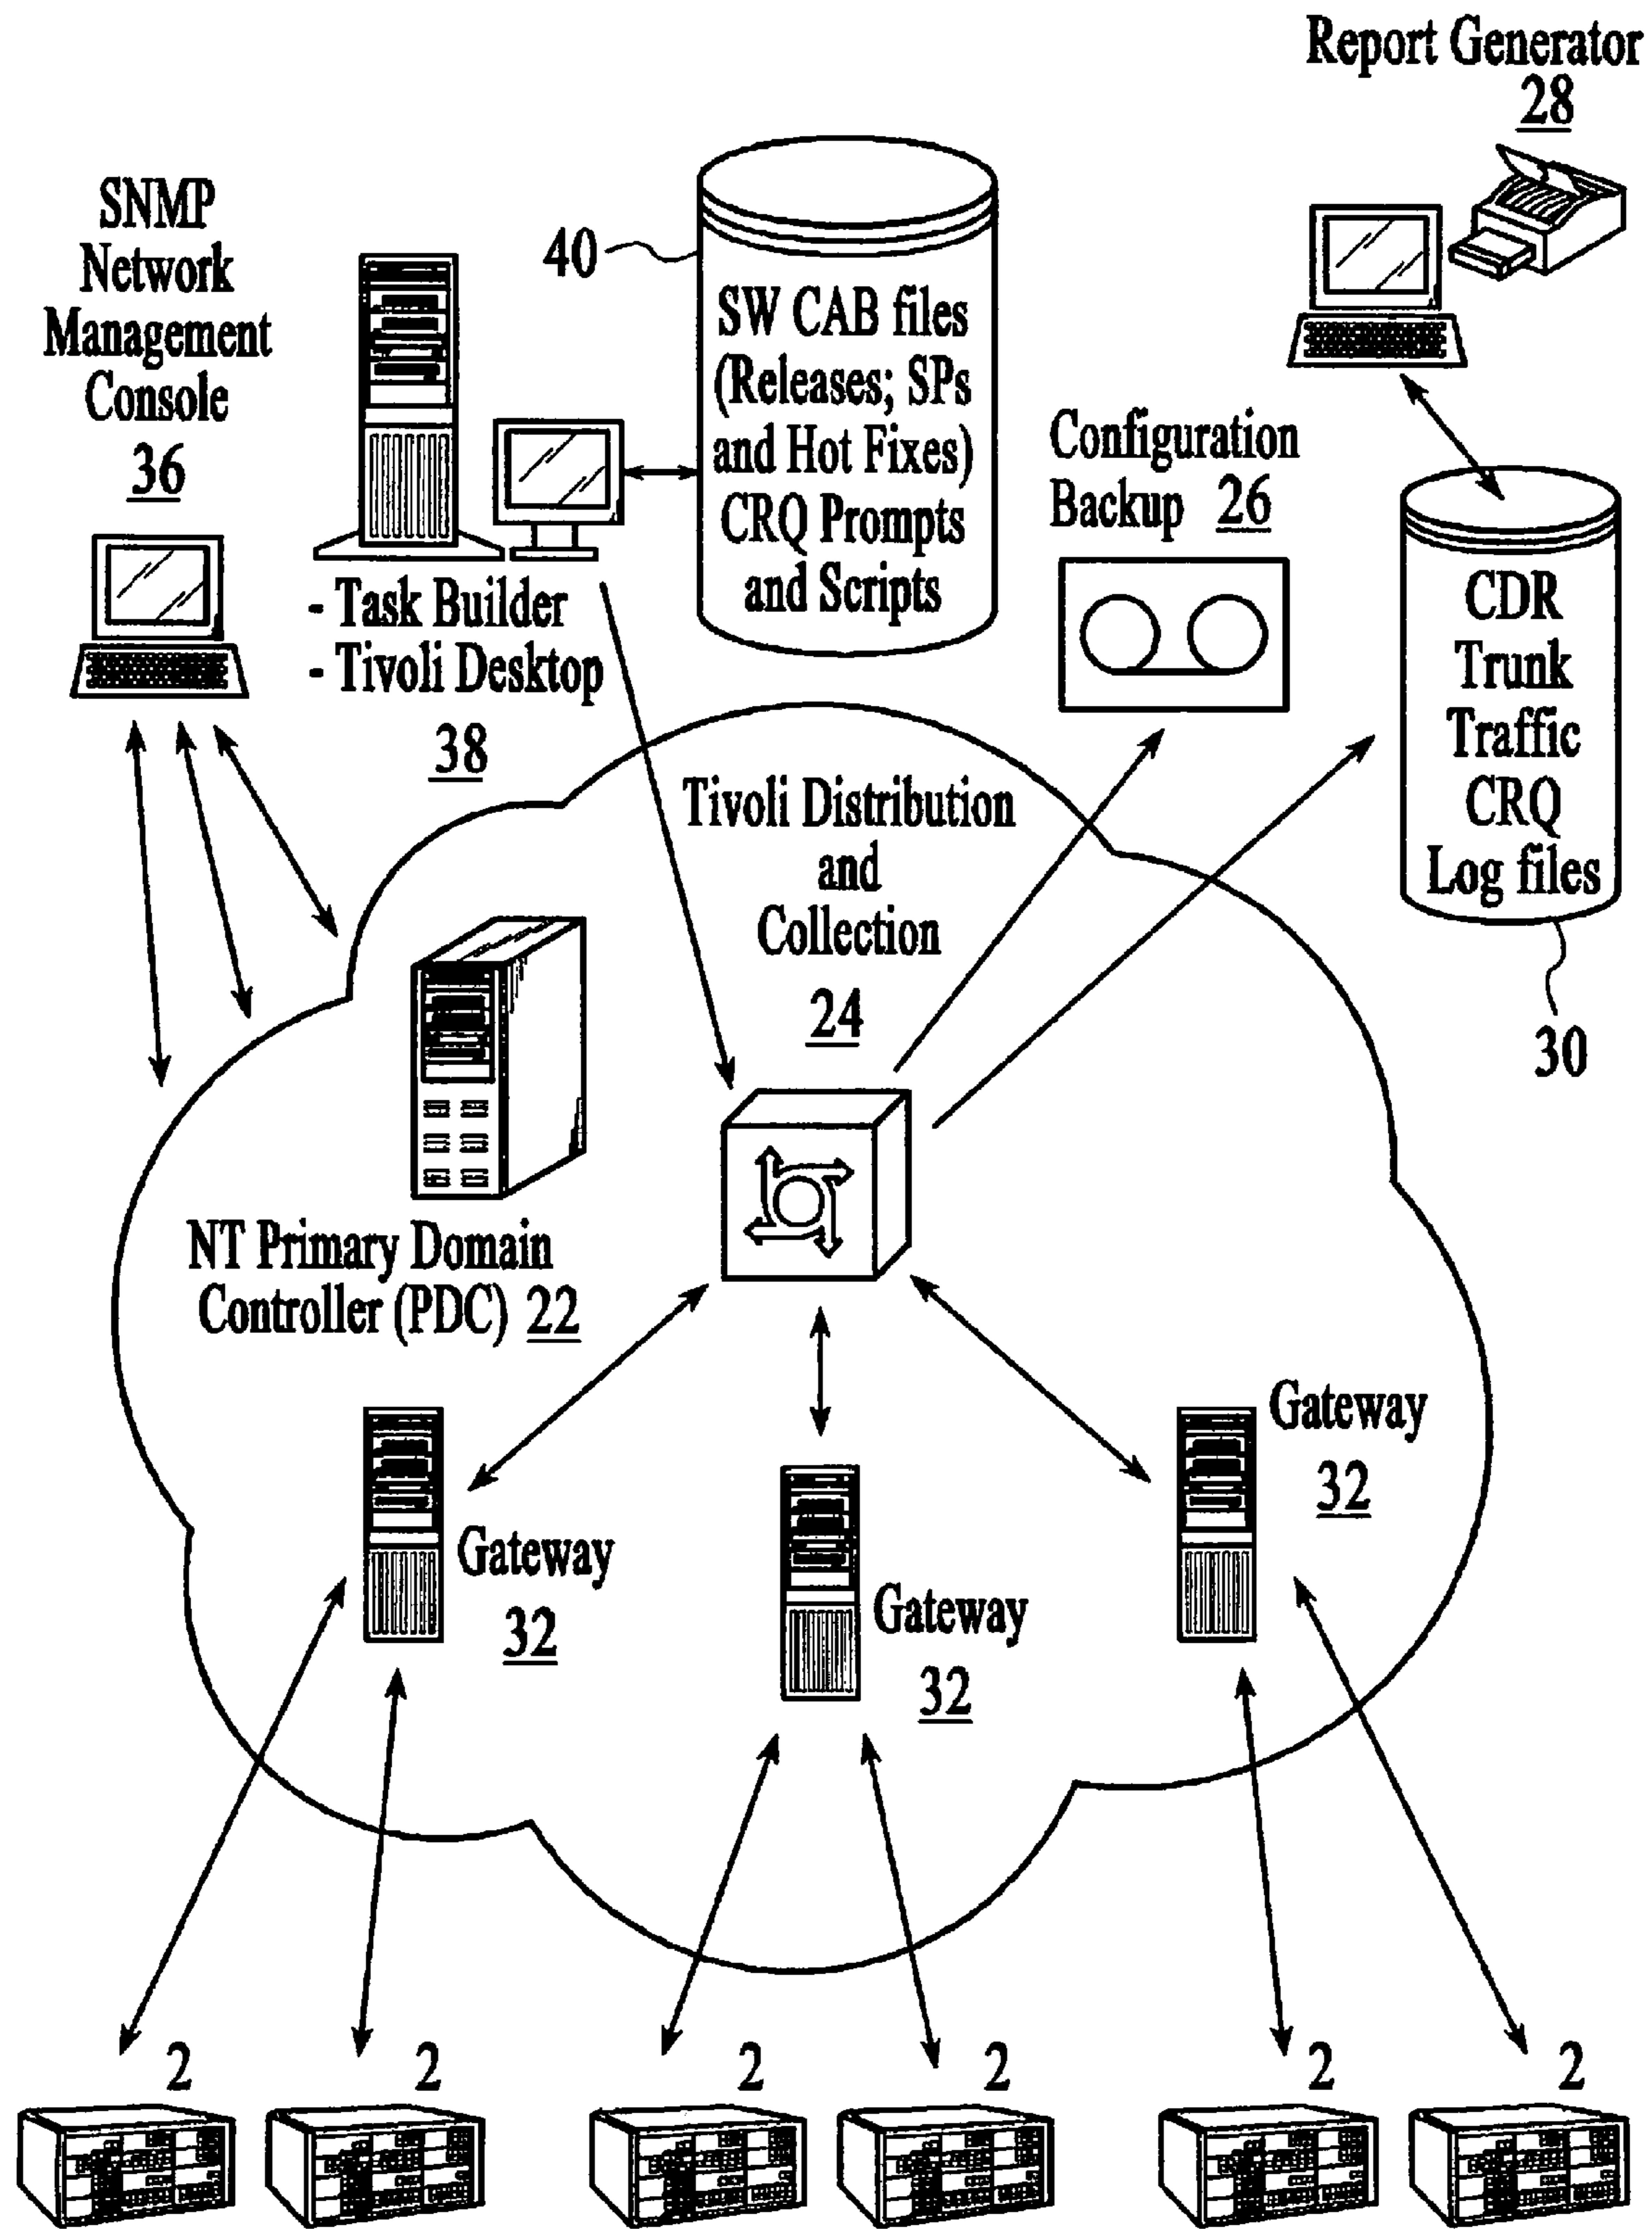 Report Generator
28
SNMP
Network
Management
Console
36
40
SW CAB files
(Releases; SPs
and Hot Fixes)
CRQ Prompts
and Scripts
- Task Builder
- Tivoli Desktop
38
Configuration
Backup 26
CDR
Trunk
Traffic
CRQ
Log files
30
Tivoli Distribution
and
Collection
24
NT Primary Domain
Controller (PDC) 22
Gateway
32
Gateway
32
Gateway
32
2
2
2
2
2
2